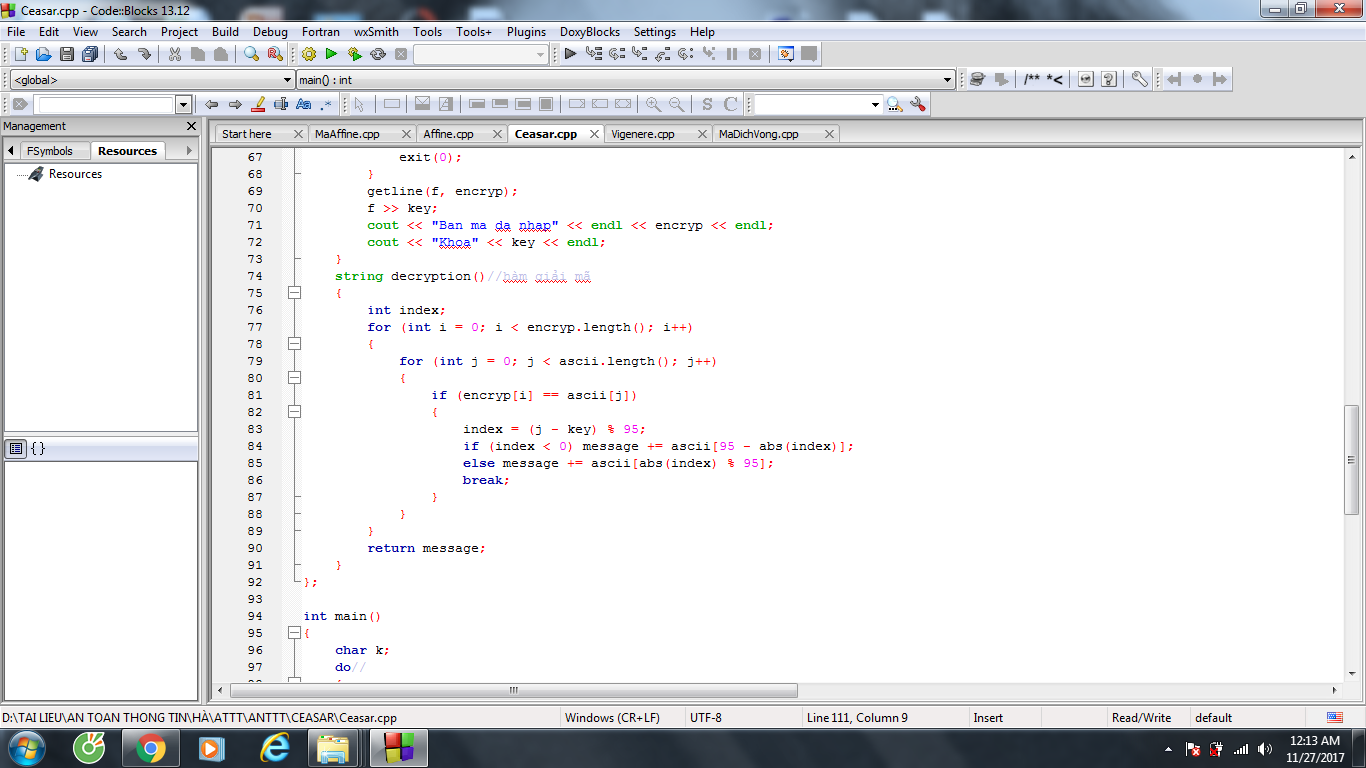 Ceasar.cpp - Code::Blocks 13.12
File Edit View Search Project Build Debug Fortran wxSmith Tools Tools+ Plugins DoxyBlocks Settings Help
<global> main() : int
/** *<
Aa .* S C
Management
FSymbols Resources
Resources
{}
Start here MaAffine.cpp Affine.cpp Ceasar.cpp Vigenere.cpp MaDichVong.cpp
67 exit(0);
68 }
69 getline(f, encryp);
70 f >> key;
71 cout << "Ban ma da nhap" << endl << encryp << endl;
72 cout << "Khoa" << key << endl;
73 }
74 string decryption()//hàm giải mã
75 {
76 int index;
77 for (int i = 0; i < encryp.length(); i++)
78 {
79 for (int j = 0; j < ascii.length(); j++)
80 {
81 if (encryp[i] == ascii[j])
82 {
83 index = (j - key) % 95;
84 if (index < 0) message += ascii[95 - abs(index)];
85 else message += ascii[abs(index) % 95];
86 break;
87 }
88 }
89 }
90 return message;
91 }
92 };
93
94 int main()
95 {
96 char k;
97 do//
D:\TAI LIEU\AN TOAN THONG TIN\HÀ\ATTT\ANTTT\CEASAR\Ceasar.cpp Windows (CR+LF) UTF-8 Line 111, Column 9 Insert Read/Write default
12:13 AM
11/27/2017